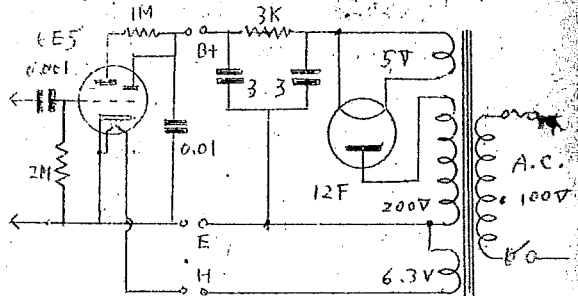 1M
3K
6E5
B+
5V
0.001
3.3
0.01
A.C.
2M
12F
200V
100V
E
H
6.3V